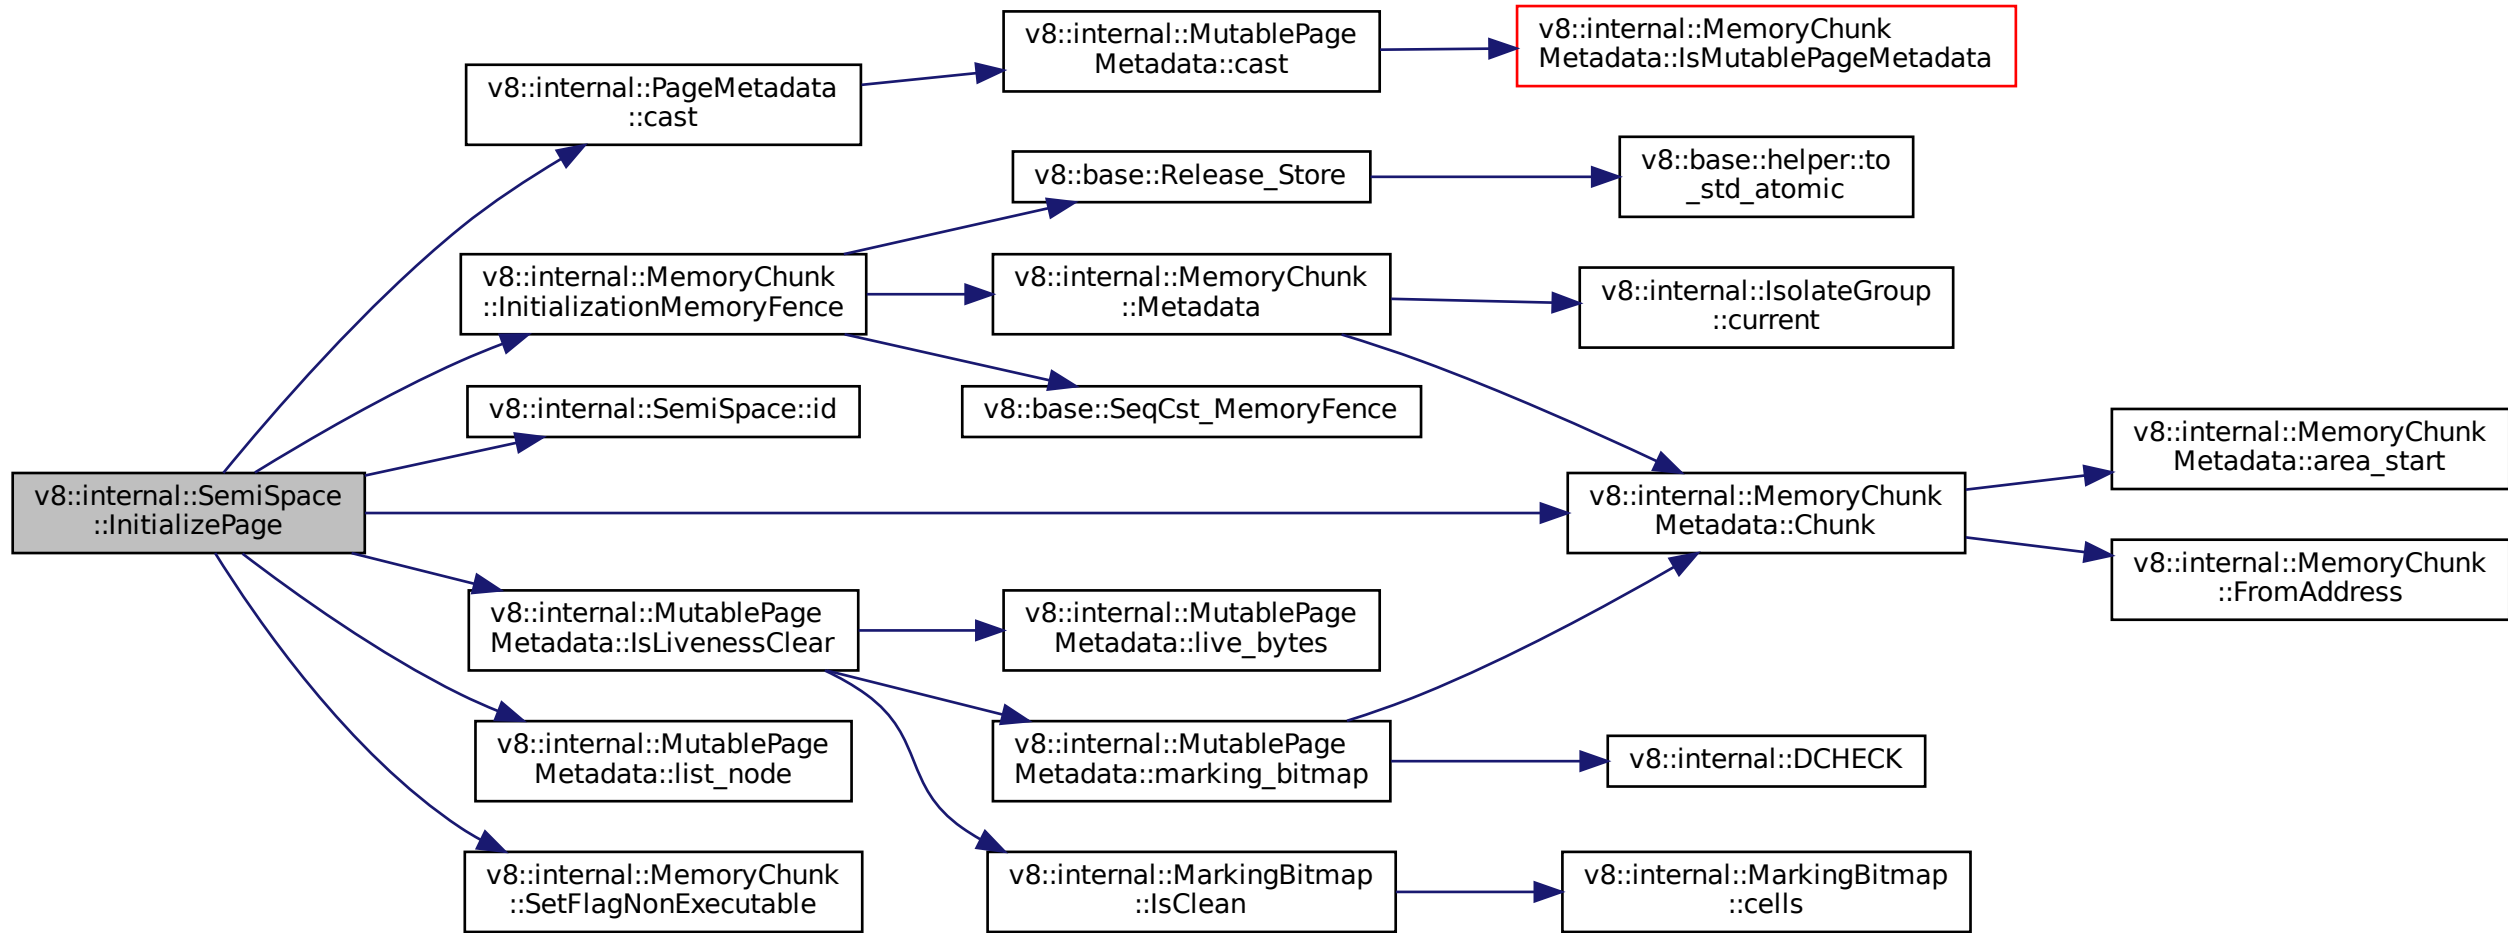 v8::internal::SemiSpace
::InitializePage
v8::internal::PageMetadata
::cast
v8::internal::MutablePage
Metadata::cast
v8::internal::MemoryChunk
Metadata::IsMutablePageMetadata
v8::internal::MemoryChunk
::InitializationMemoryFence
v8::base::Release_Store
v8::base::helper::to
_std_atomic
v8::internal::MemoryChunk
::Metadata
v8::internal::IsolateGroup
::current
v8::base::SeqCst_MemoryFence
v8::internal::SemiSpace::id
v8::internal::MemoryChunk
Metadata::Chunk
v8::internal::MemoryChunk
Metadata::area_start
v8::internal::MemoryChunk
::FromAddress
v8::internal::MutablePage
Metadata::IsLivenessClear
v8::internal::MutablePage
Metadata::live_bytes
v8::internal::MutablePage
Metadata::marking_bitmap
v8::internal::DCHECK
v8::internal::MutablePage
Metadata::list_node
v8::internal::MemoryChunk
::SetFlagNonExecutable
v8::internal::MarkingBitmap
::IsClean
v8::internal::MarkingBitmap
::cells